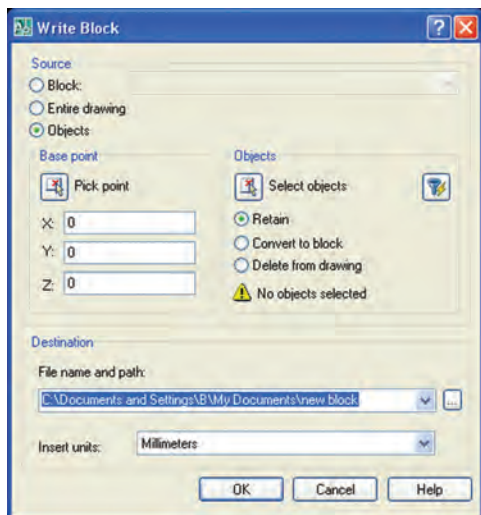 Write Block
Source
Block:
Entire drawing
Objects
Base point
Pick point
X: 0
Y: 0
Z: 0
Objects
Select objects
Retain
Convert to block
Delete from drawing
No objects selected
Destination
File name and path:
C:\Documents and Settings\B\My Documents\new block
...
Insert units: Millimeters
OK Cancel Help